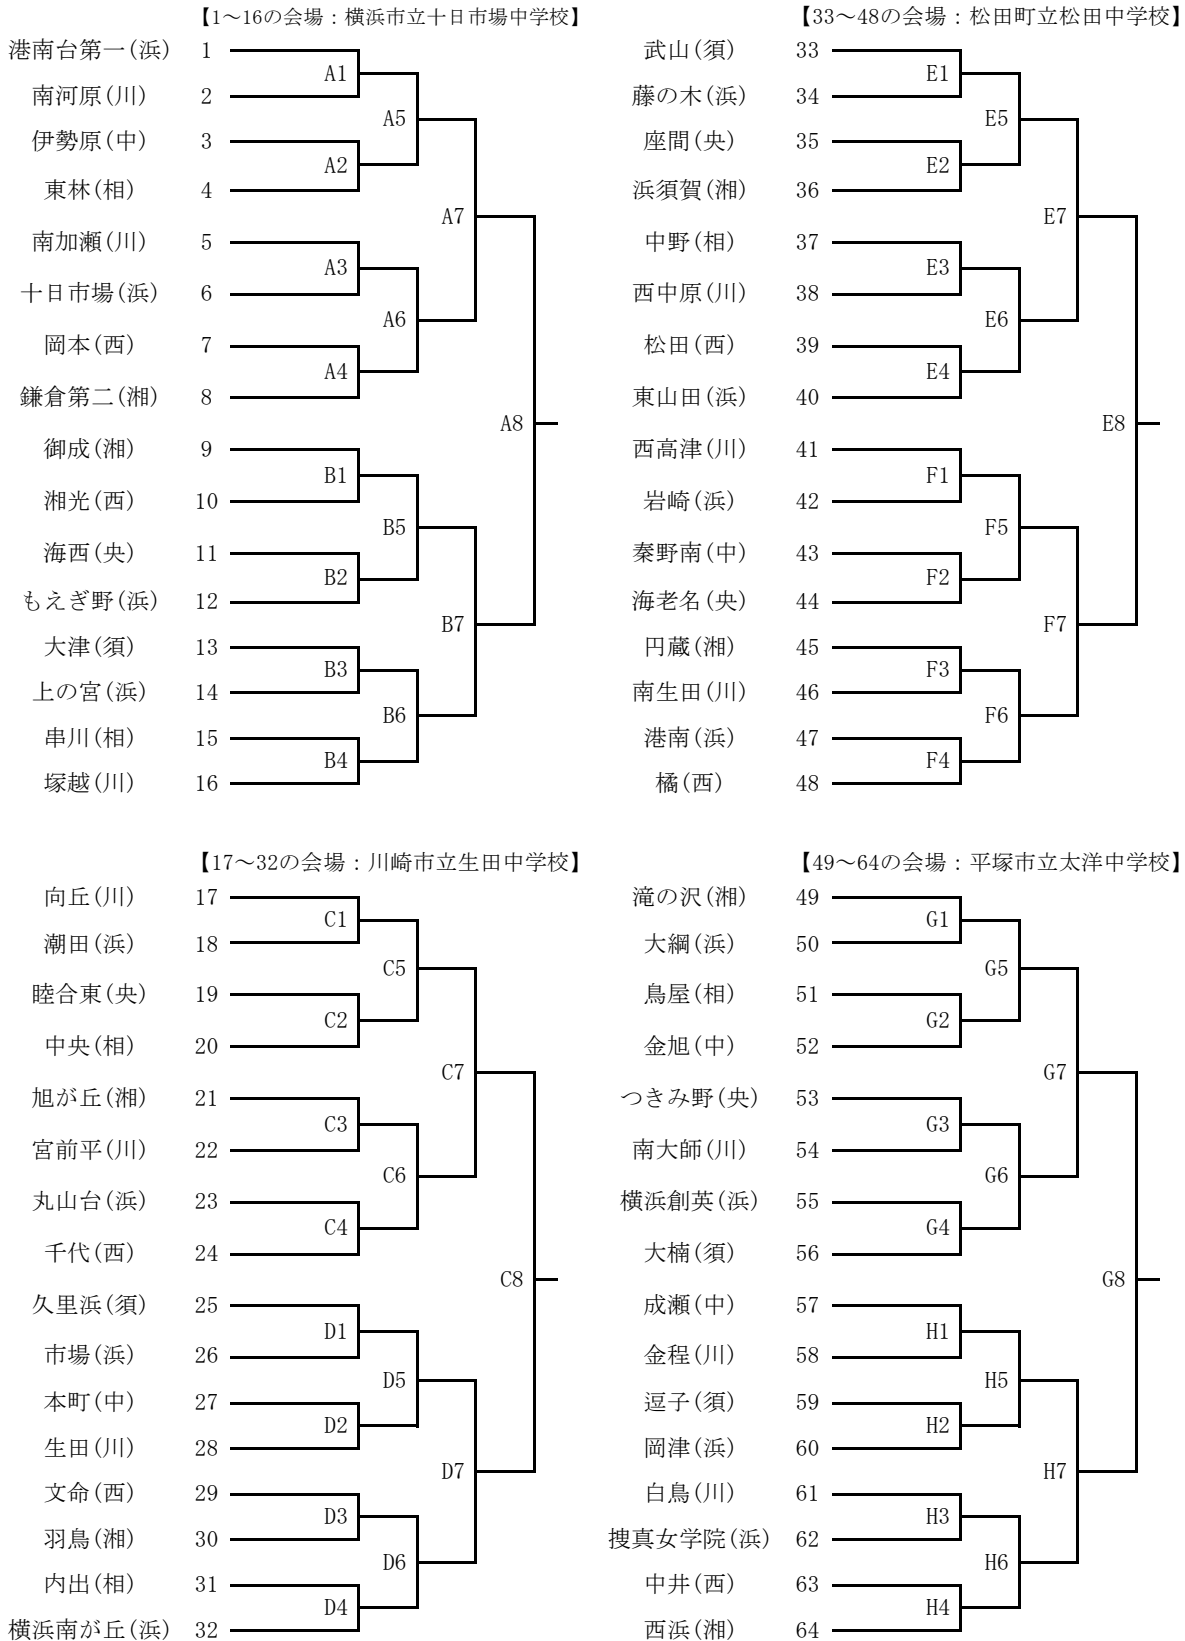 【1～16の会場：横浜市立十日市場中学校】
港南台第一(浜) 1
A1
南河原(川) 2
A5
伊勢原(中) 3
A2
東林(相) 4
A7
南加瀬(川) 5
A3
十日市場(浜) 6
A6
岡本(西) 7
A4
鎌倉第二(湘) 8
A8
御成(湘) 9
B1
湘光(西) 10
B5
海西(央) 11
B2
もえぎ野(浜) 12
B7
大津(須) 13
B3
上の宮(浜) 14
B6
串川(相) 15
B4
塚越(川) 16
【33～48の会場：松田町立松田中学校】
武山(須) 33
E1
藤の木(浜) 34
E5
座間(央) 35
E2
浜須賀(湘) 36
E7
中野(相) 37
E3
西中原(川) 38
E6
松田(西) 39
E4
東山田(浜) 40
E8
西高津(川) 41
F1
岩崎(浜) 42
F5
秦野南(中) 43
F2
海老名(央) 44
F7
円蔵(湘) 45
F3
南生田(川) 46
F6
港南(浜) 47
F4
橘(西) 48
【17～32の会場：川崎市立生田中学校】
向丘(川) 17
C1
潮田(浜) 18
C5
睦合東(央) 19
C2
中央(相) 20
C7
旭が丘(湘) 21
C3
宮前平(川) 22
C6
丸山台(浜) 23
C4
千代(西) 24
C8
久里浜(須) 25
D1
市場(浜) 26
D5
本町(中) 27
D2
生田(川) 28
D7
文命(西) 29
D3
羽鳥(湘) 30
D6
内出(相) 31
D4
横浜南が丘(浜) 32
【49～64の会場：平塚市立太洋中学校】
滝の沢(湘) 49
G1
大綱(浜) 50
G5
鳥屋(相) 51
G2
金旭(中) 52
G7
つきみ野(央) 53
G3
南大師(川) 54
G6
横浜創英(浜) 55
G4
大楠(須) 56
G8
成瀬(中) 57
H1
金程(川) 58
H5
逗子(須) 59
H2
岡津(浜) 60
H7
白鳥(川) 61
H3
捜真女学院(浜) 62
H6
中井(西) 63
H4
西浜(湘) 64